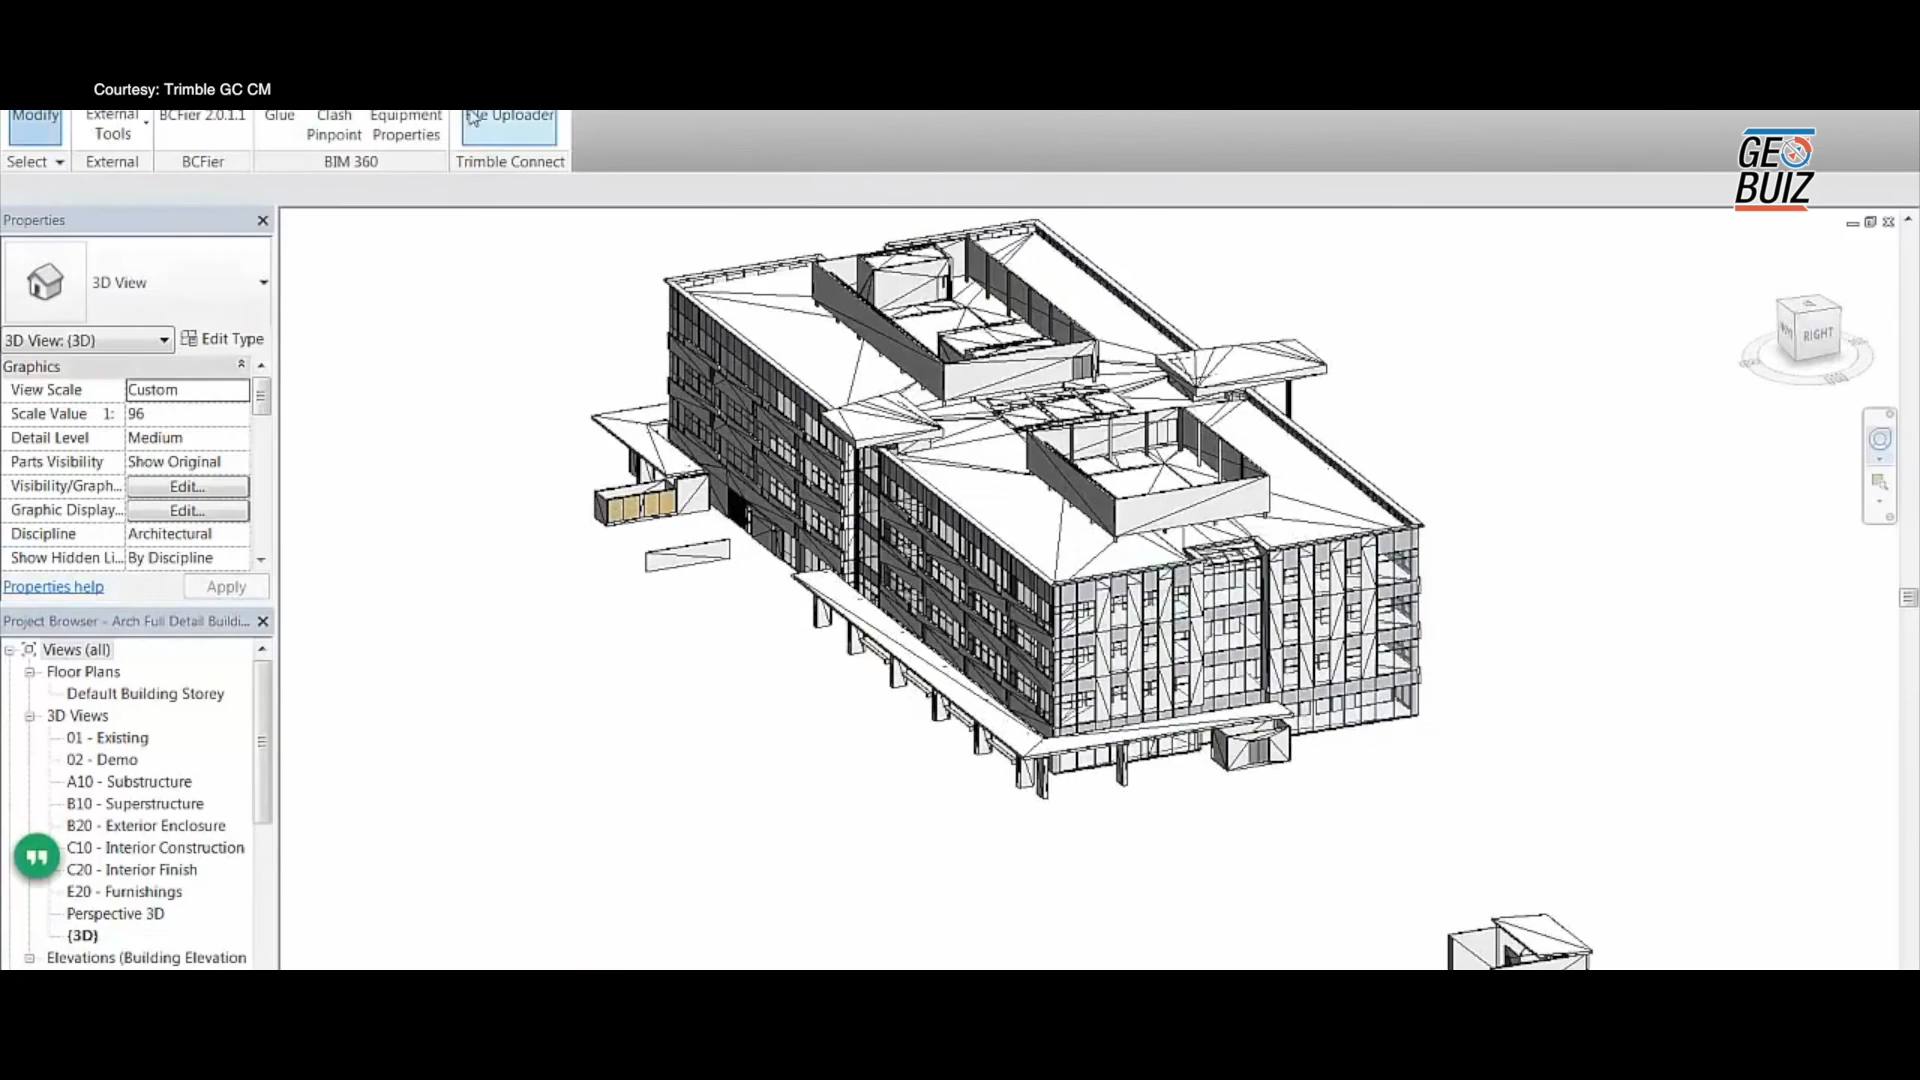 Courtesy: Trimble GC CM
Modify
External
Tools
BCFier 2.0.1.1
Glue
Clash
Pinpoint
Equipment
Properties
File Uploader
Select
External
BCFier
BIM 360
Trimble Connect
GEO
BUIZ
Properties
3D View
3D View: {3D}
Edit Type
Graphics
View Scale
Custom
Scale Value 1:
96
Detail Level
Medium
Parts Visibility
Show Original
Visibility/Graph...
Edit...
Graphic Display...
Edit...
Discipline
Architectural
Show Hidden Li...
By Discipline
Properties help
Apply
Project Browser - Arch Full Detail Buildi...
Views (all)
Floor Plans
Default Building Storey
3D Views
01 - Existing
02 - Demo
A10 - Substructure
B10 - Superstructure
B20 - Exterior Enclosure
C10 - Interior Construction
C20 - Interior Finish
E20 - Furnishings
Perspective 3D
{3D}
Elevations (Building Elevation
RIGHT